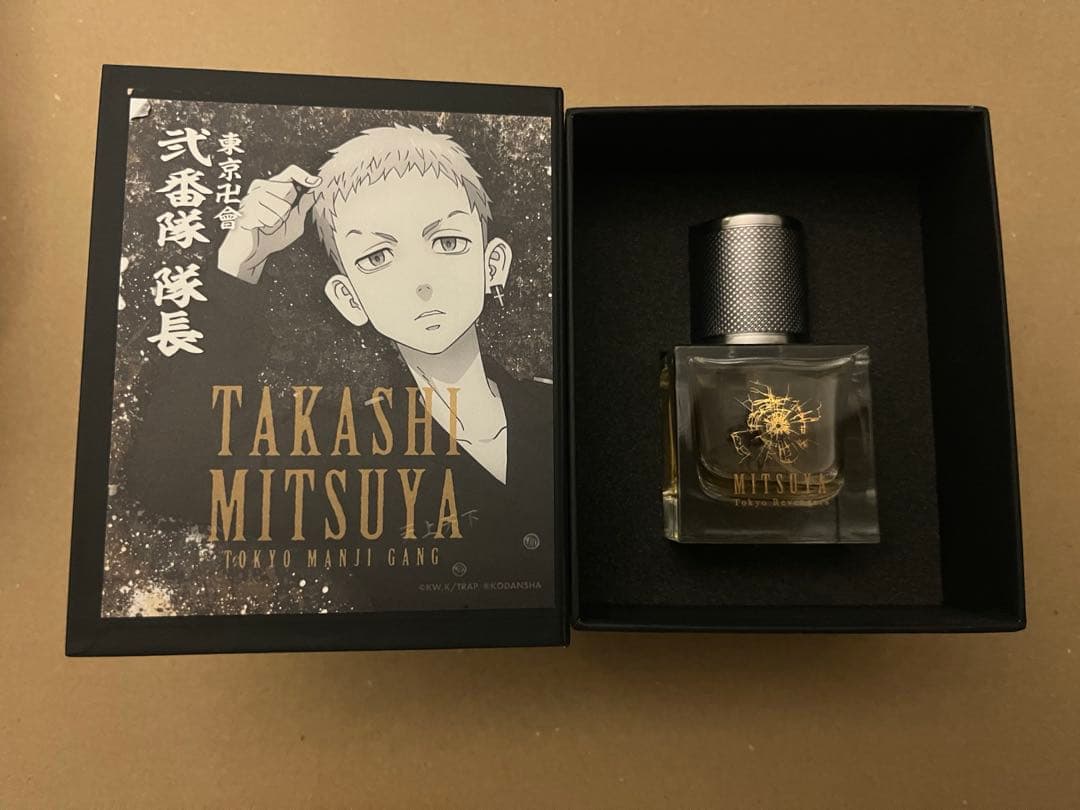 東京卍會
弐番隊 隊長
TAKASHI
MITSUYA
TOKYO MANJI GANG
©KW,K/TRAP, ©KODANSHA
MITSUYA
Tokyo Revengers